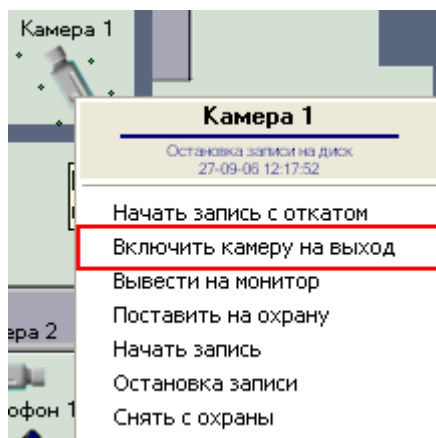 Камера 1
Камера 1
Остановка записи на диск
27-09-06 12:17:52
Начать запись с откатом
Включить камеру на выход
Вывести на монитор
Поставить на охрану
ера 2
Начать запись
Остановка записи
офон 1
Снять с охраны